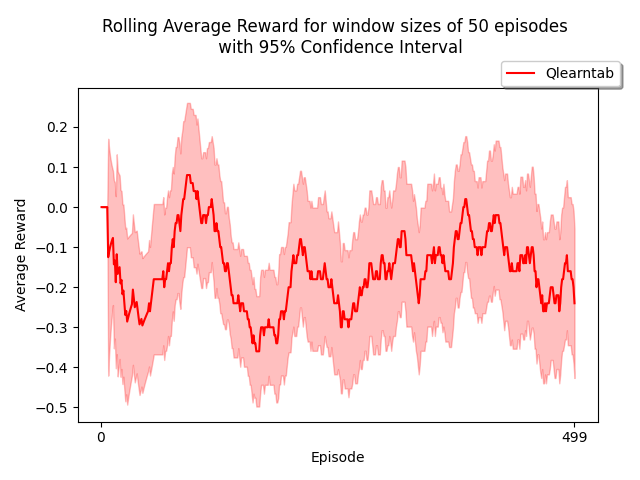 Rolling Average Reward for window sizes of 50 episodes
with 95% Confidence Interval
Qlearntab
Average Reward
0.2
0.1
0.0
−0.1
−0.2
−0.3
−0.4
−0.5
0
499
Episode